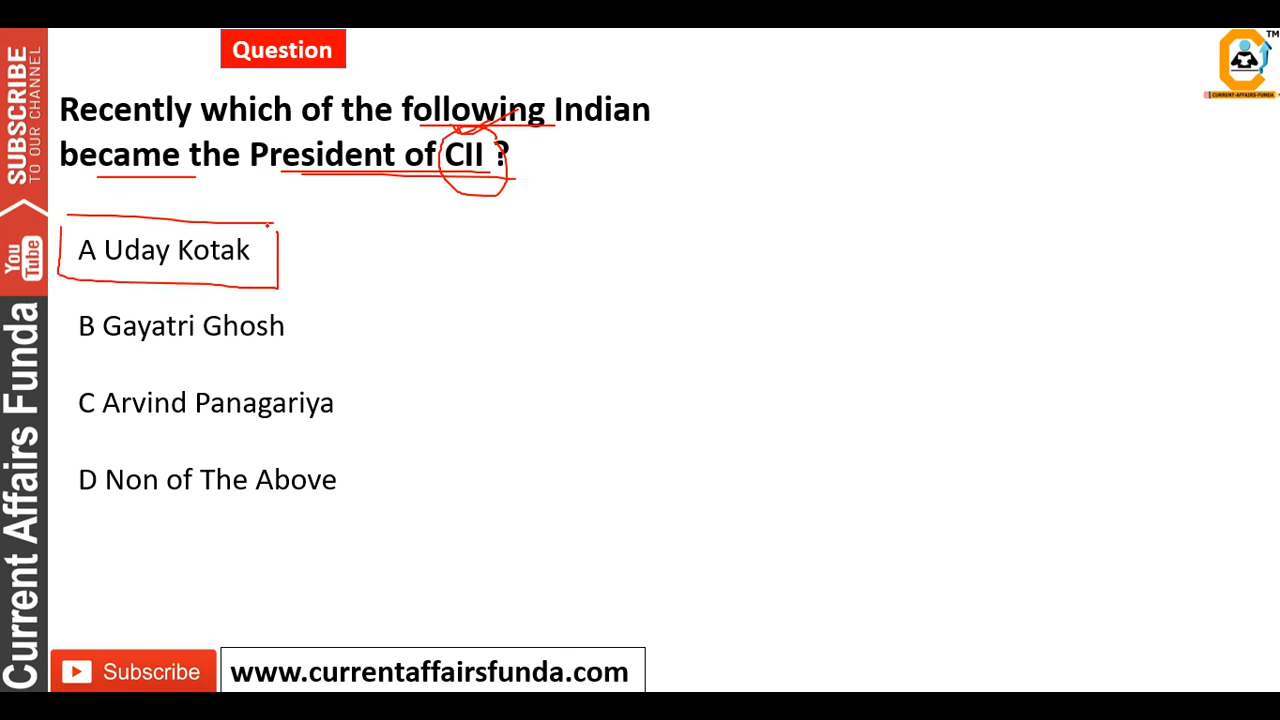 Question
Recently which of the following Indian
became the President of CII ?
A Uday Kotak
B Gayatri Ghosh
C Arvind Panagariya
D Non of The Above
SUBSCRIBE
TO OUR CHANNEL
You
Tube
Current Affairs Funda
Subscribe
www.currentaffairsfunda.com
TM
CURRENT-AFFAIRS-FUNDA